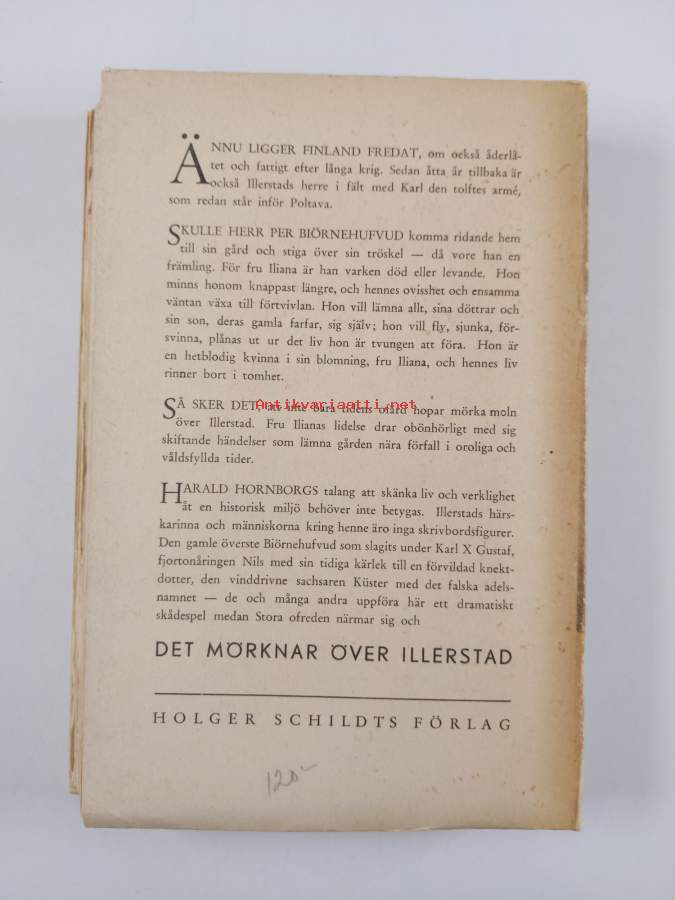 ÄNNU LIGGER FINLAND FREDAT, om också åderlå-
tet och fattigt efter långa krig. Sedan åtta år tillbaka är
också Illerstads herre i fält med Karl den tolftes armé,
som redan står inför Poltava.
SKULLE HERR PER BIÖRNEHUFVUD komma ridande hem
till sin gård och stiga över sin tröskel — då vore han en
främling. För fru Iliana är han varken död eller levande. Hon
minns honom knappast längre, och hennes ovisshet och ensamma
väntan växa till förtvivlan. Hon vill lämna allt, sina döttrar och
sin son, deras gamla farfar, sig själv; hon vill fly, sjunka, för-
svinna, plånas ut ur det liv hon är tvungen att föra. Hon är
en hetblodig kvinna i sin blomning, fru Iliana, och hennes liv
rinner bort i tomhet.
SÅ SKER DET, att inte bara tidens ofärd hopar mörka moln
Antikvariaatti.net
över Illerstad. Fru Ilianas lidelse drar obönhörligt med sig
skiftande händelser som lämna gården nära förfall i oroliga och
våldsfyllda tider.
HARALD HORNBORGS talang att skänka liv och verklighet
åt en historisk miljö behöver inte betygas. Illerstads härs-
karinna och människorna kring henne äro inga skrivbordsfigurer.
Den gamle överste Biörnehufvud som slagits under Karl X Gustaf,
fjortonåringen Nils med sin tidiga kärlek till en förvildad knekt-
dotter, den vinddrivne sachsaren Küster med det falska adels-
namnet — de och många andra uppföra här ett dramatiskt
skådespel medan Stora ofreden närmar sig och
DET MÖRKNAR ÖVER ILLERSTAD
HOLGER SCHILDTS FÖRLAG
120-